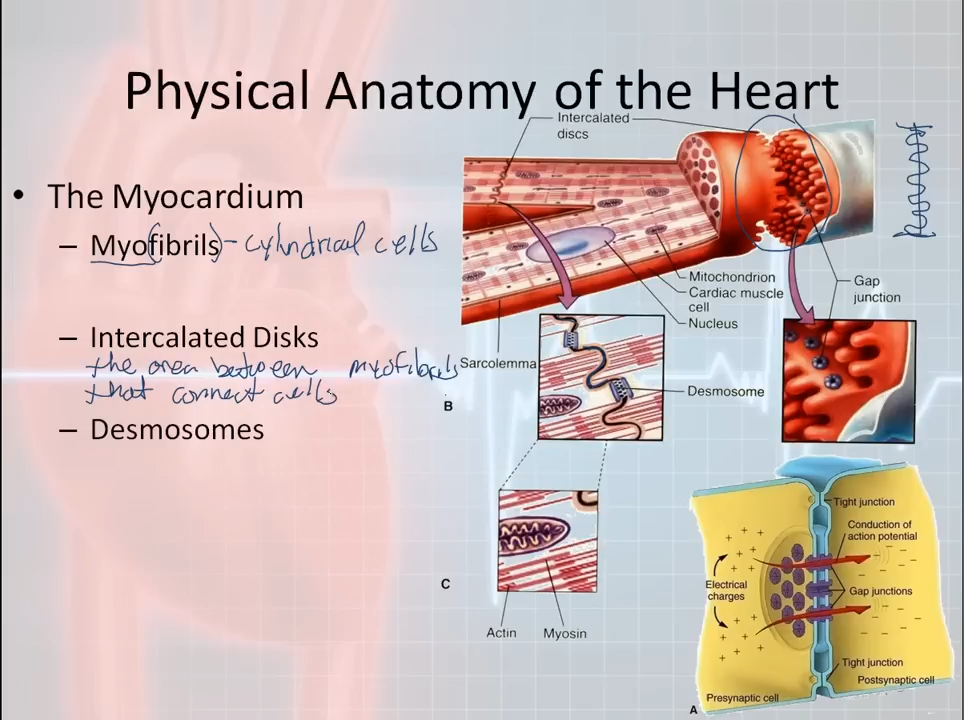 Physical Anatomy of the Heart
Intercalated
discs
• The Myocardium
– Myofibrils) - cylindrical cells
Mitochondrion
Cardiac muscle
cell
Nucleus
Gap
junction
– Intercalated Disks
the area between myofibrils
that connect cells
Sarcolemma
Desmosome
B
– Desmosomes
C
Actin
Myosin
Tight junction
Conduction of
action potential
Electrical
charges
Gap junctions
Tight junction
Postsynaptic cell
Presynaptic cell
A